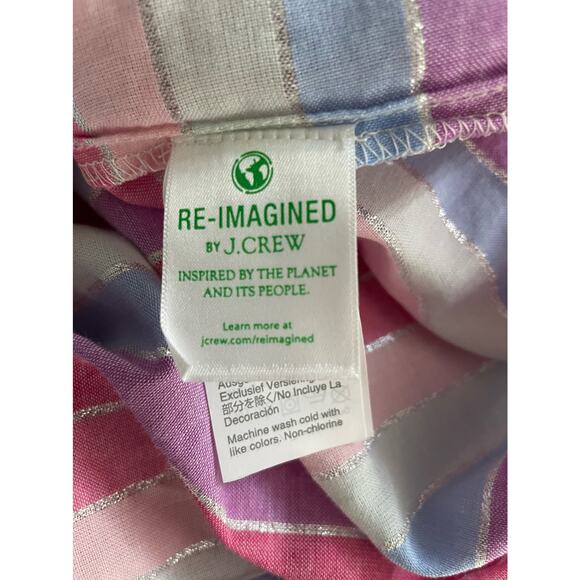 RE-IMAGINED
BY J.CREW
INSPIRED BY THE PLANET
AND ITS PEOPLE.
Learn more at
jcrew.com/reimagined
Exclusief Versiering
部分を除く/No Incluye La
Decoración
Machine wash cold with
like colors. Non-chlorine